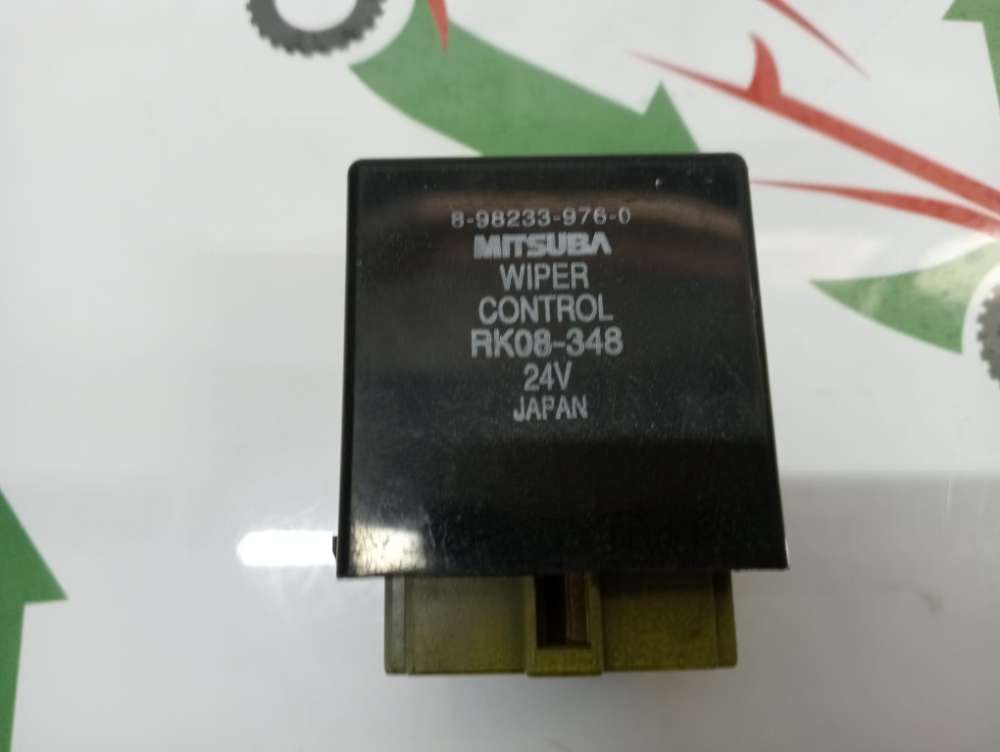 8-98233-976-0
MITSUBA
WIPER
CONTROL
RK08-348
24V
JAPAN